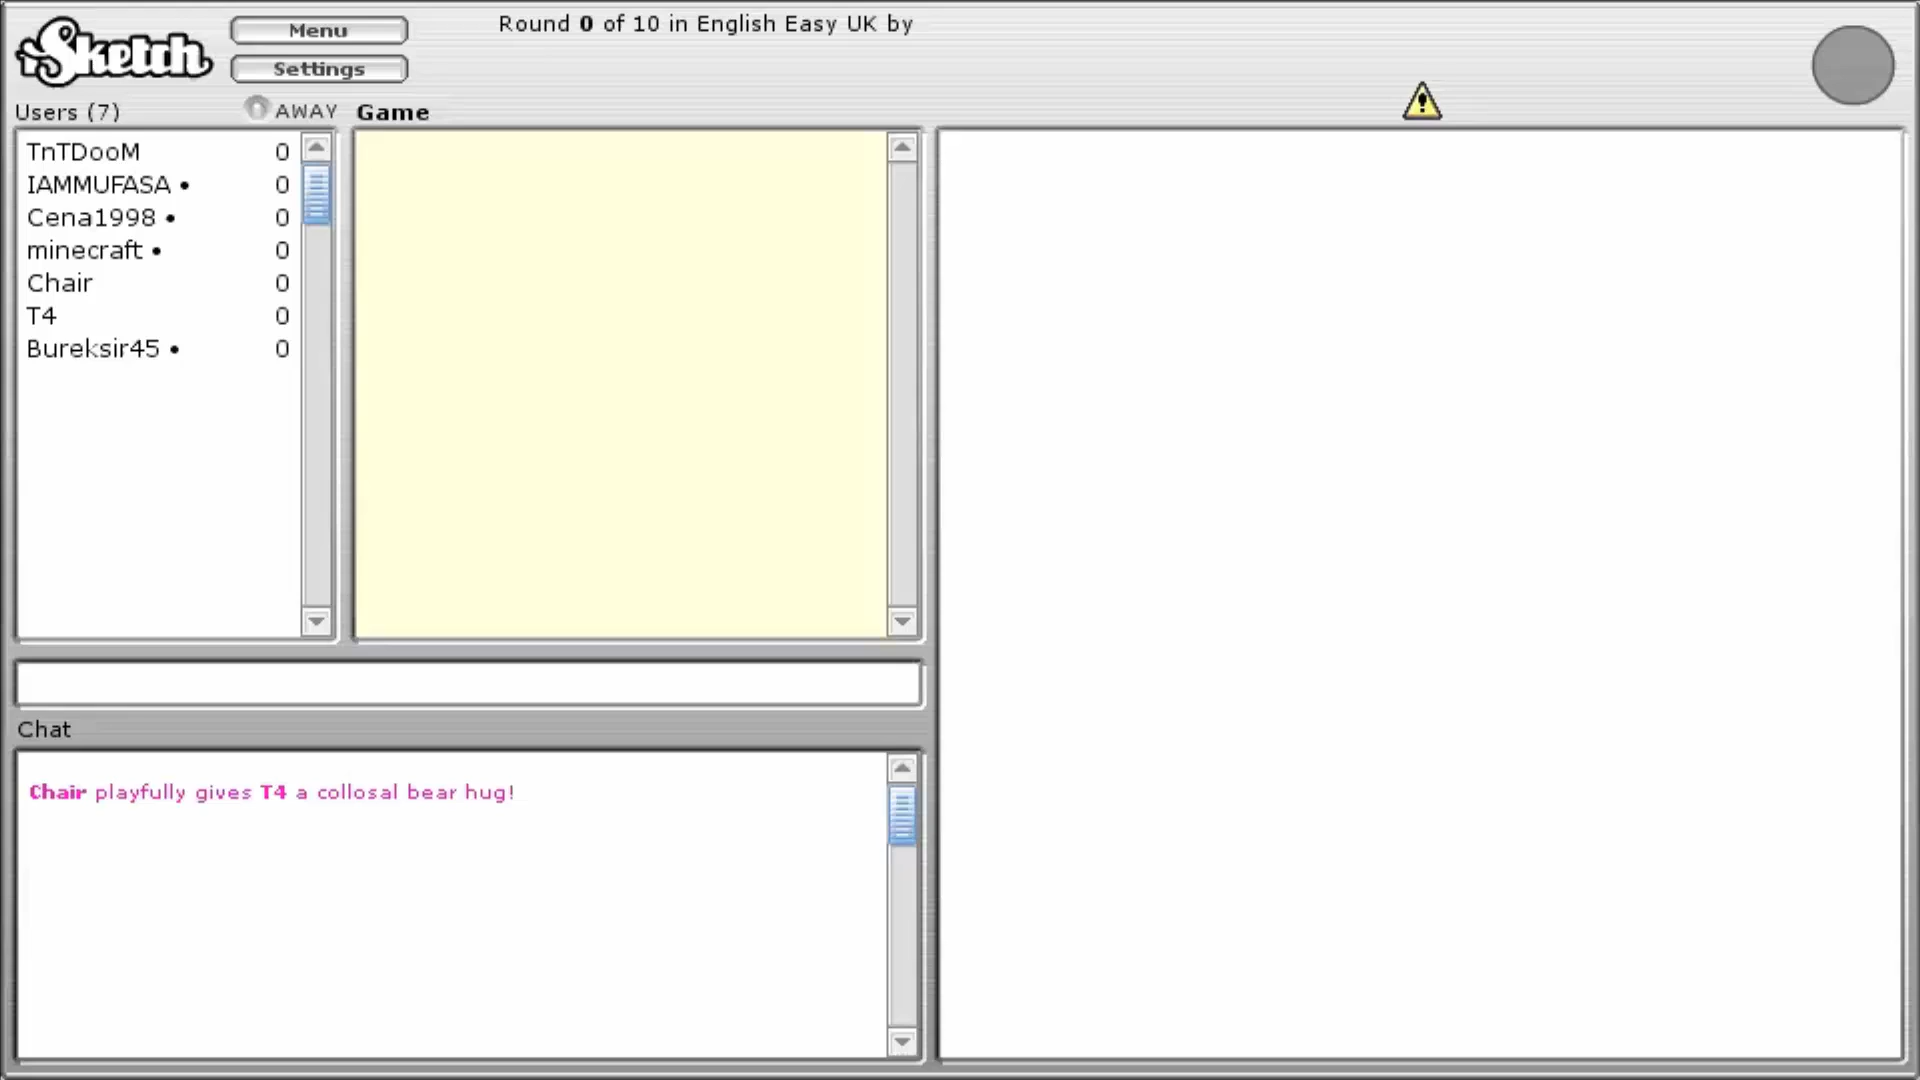 iSketch
Menu
Settings
Round 0 of 10 in English Easy UK by
Users (7)
AWAY
Game
TnTDooM 0
IAMMUFASA • 0
Cena1998 • 0
minecraft • 0
Chair 0
T4 0
Bureksir45 • 0
Chat
Chair playfully gives T4 a collosal bear hug!